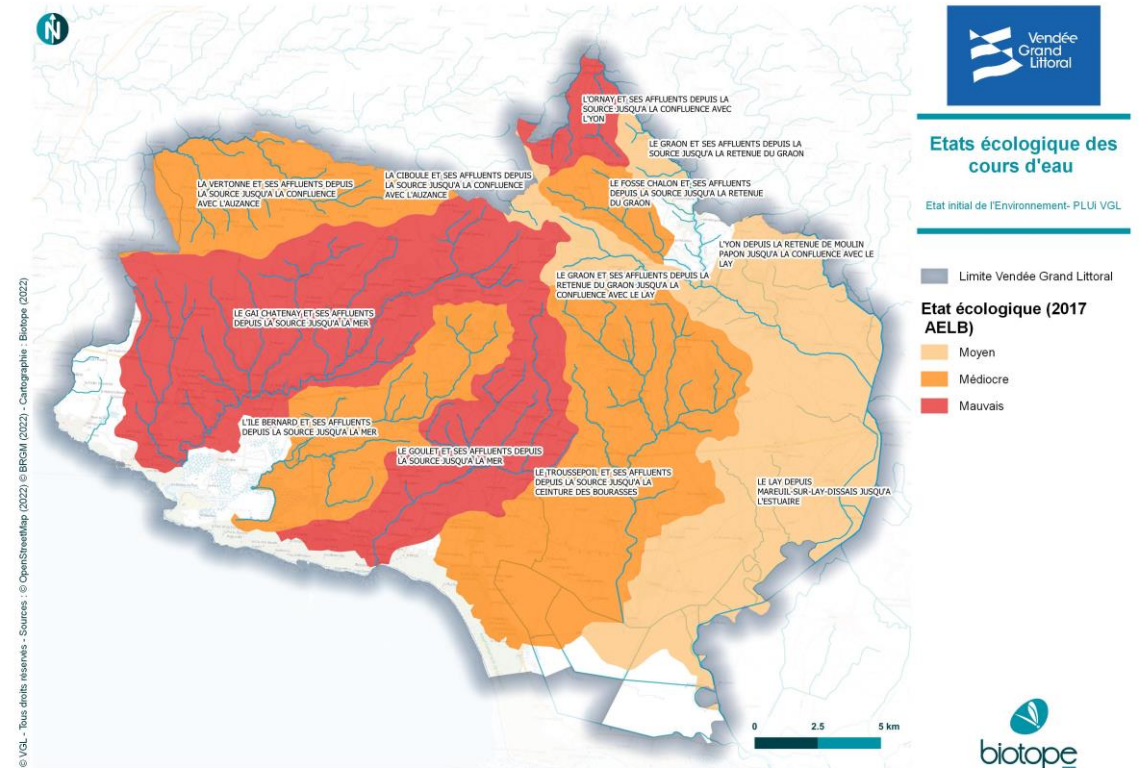 N
Vendée
Grand
Littoral
Etats écologique des
cours d'eau
Etat initial de l'Environnement- PLUi VGL
Limite Vendée Grand Littoral
Etat écologique (2017
AELB)
Moyen
Médiocre
Mauvais
L'ORNAY ET SES AFFLUENTS DEPUIS LA
SOURCE JUSQU'A LA CONFLUENCE AVEC
L'YON
LE GRAON ET SES AFFLUENTS DEPUIS LA
SOURCE JUSQU'A LA RETENUE DU GRAON
LA CIBOULE ET SES AFFLUENTS DEPUIS
LA SOURCE JUSQU'A LA CONFLUENCE
AVEC L'AUZANCE
LA VERTONNE ET SES AFFLUENTS DEPUIS
LA SOURCE JUSQU'A LA CONFLUENCE
AVEC L'AUZANCE
LE FOSSE CHALON ET SES AFFLUENTS
DEPUIS LA SOURCE JUSQU'A LA RETENUE
DU GRAON
L'YON DEPUIS LA RETENUE DE MOULIN
PAPON JUSQU'A LA CONFLUENCE AVEC LE
LAY
LE GRAON ET SES AFFLUENTS DEPUIS LA
RETENUE DU GRAON JUSQU'A LA
CONFLUENCE AVEC LE LAY
LE GAI CHATENAY ET SES AFFLUENTS
DEPUIS LA SOURCE JUSQU'A LA MER
L'ILE BERNARD ET SES AFFLUENTS
DEPUIS LA SOURCE JUSQU'A LA MER
LE GOULET ET SES AFFLUENTS DEPUIS
LA SOURCE JUSQU'A LA MER
LE TROUSSEPOIL ET SES AFFLUENTS
DEPUIS LA SOURCE JUSQU'A LA
CEINTURE DES BOURASSES
LE LAY DEPUIS
MAREUIL-SUR-LAY-DISSAIS JUSQU'A
L'ESTUAIRE
0 2.5 5 km
biotope
© VGL - Tous droits réservés - Sources : © OpenStreetMap (2022) © BRGM (2022) - Cartographie : Biotope (2022)